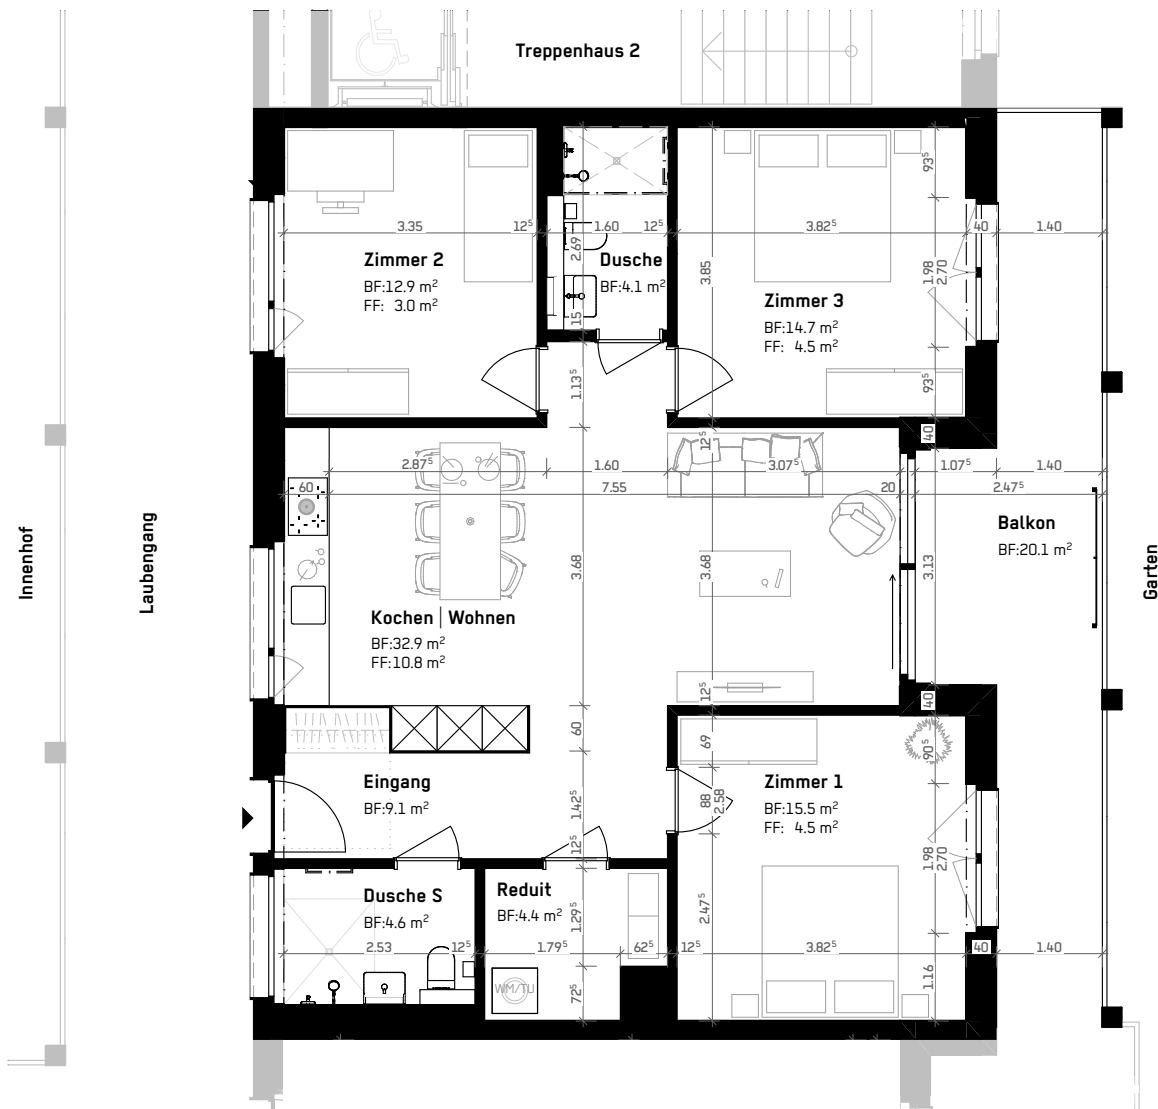 Treppenhaus 2
93⁵
3.35
12⁵
1.60
12⁵
3.82⁵
40
1.40
2.69
Zimmer 2
BF:12.9 m²
FF: 3.0 m²
Dusche
BF:4.1 m²
15
3.85
Zimmer 3
BF:14.7 m²
FF: 4.5 m²
1.98
2.70
1.13⁵
93⁵
12⁵
40
2.87⁵
1.60
3.07⁵
1.07⁵
1.40
60
7.55
20
2.47⁵
Innenhof
Laubengang
3.68
3.68
3.13
Balkon
BF:20.1 m²
Garten
Kochen | Wohnen
BF:32.9 m²
FF:10.8 m²
12⁵
40
60
69
90⁵
Eingang
BF:9.1 m²
1.42⁵
88
2.58
Zimmer 1
BF:15.5 m²
FF: 4.5 m²
12⁵
1.98
2.70
Dusche S
BF:4.6 m²
Reduit
BF:4.4 m²
1.29⁵
2.47⁵
2.53
12⁵
1.79⁵
62⁵
12⁵
3.82⁵
40
1.40
WM/TU
72⁵
1.16